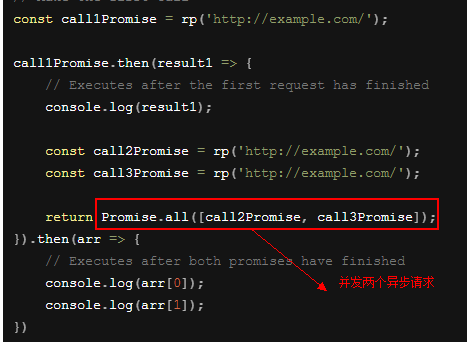 const call1Promise = rp('http://example.com/');
call1Promise.then(result1 => {
// Executes after the first request has finished
console.log(result1);
const call2Promise = rp('http://example.com/');
const call3Promise = rp('http://example.com/');
return Promise.all([call2Promise, call3Promise]);
}).then(arr => {
// Executes after both promises have finished
并发两个异步请求
console.log(arr[0]);
console.log(arr[1]);
})